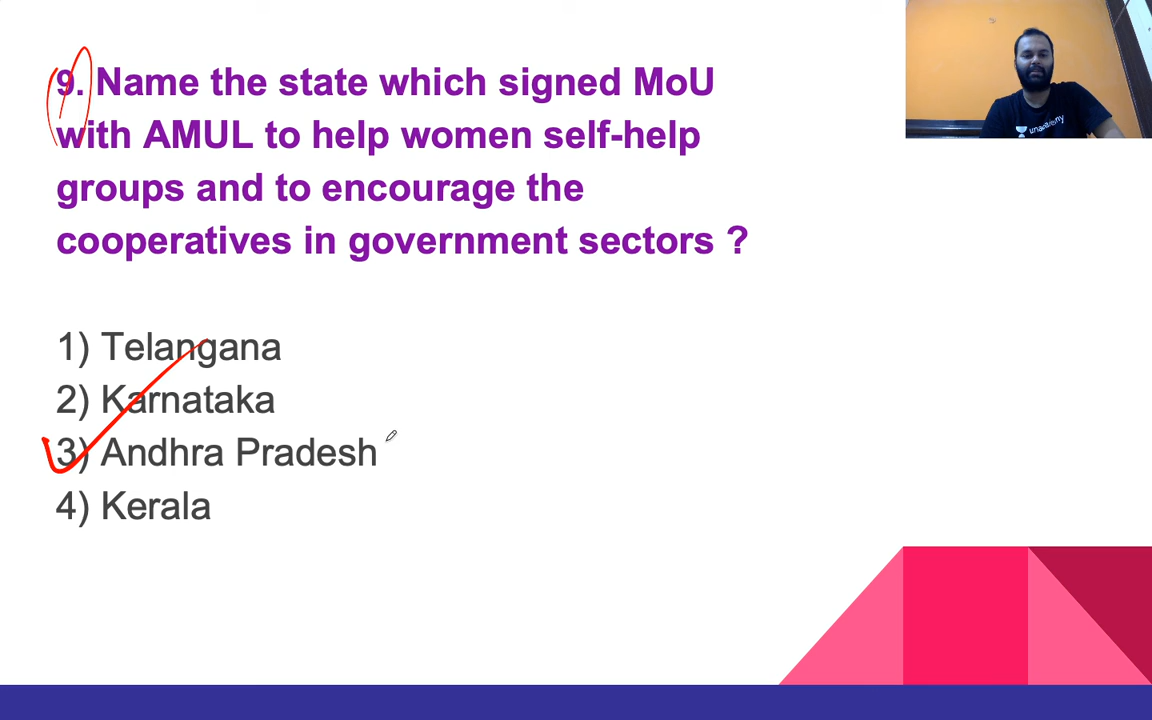 9. Name the state which signed MoU
with AMUL to help women self-help
groups and to encourage the
cooperatives in government sectors ?
1) Telangana
2) Karnataka
3) Andhra Pradesh
4) Kerala
unacademy